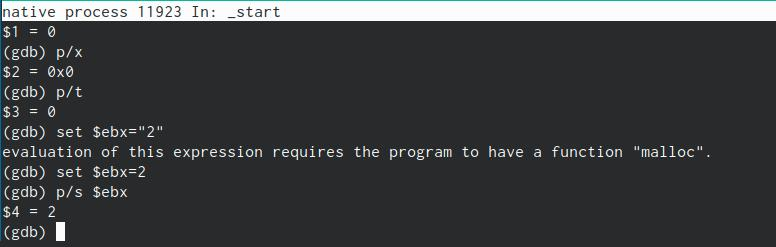 native process 11923 In: _start
$1 = 0
(gdb) p/x
$2 = 0x0
(gdb) p/t
$3 = 0
(gdb) set $ebx="2"
evaluation of this expression requires the program to have a function "malloc".
(gdb) set $ebx=2
(gdb) p/s $ebx
$4 = 2
(gdb)